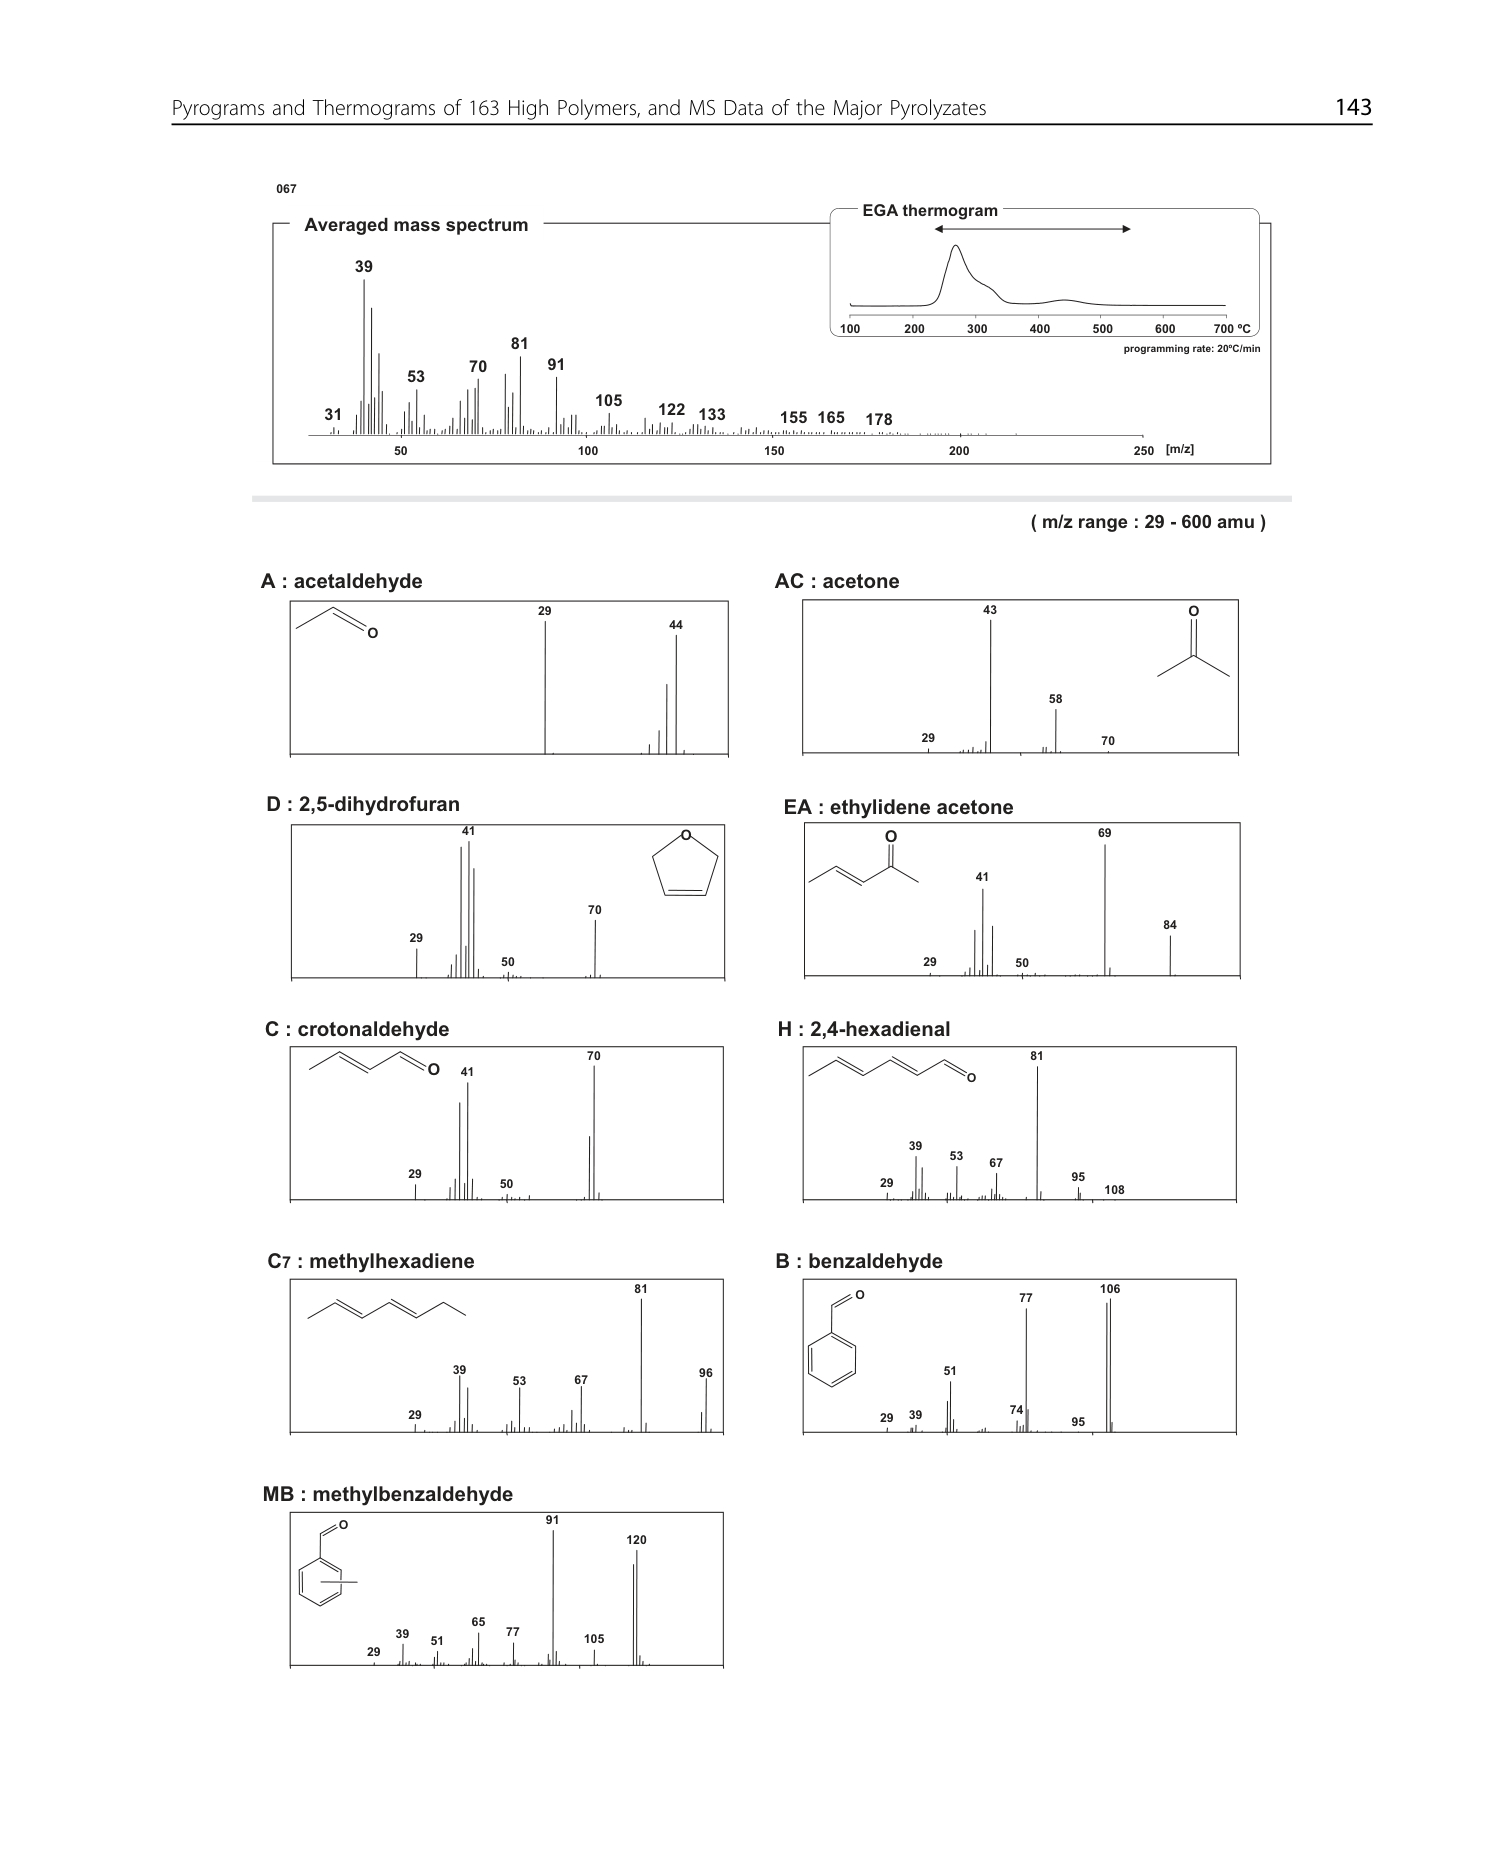 Pyrograms and Thermograms of 163 High Polymers, and MS Data of the Major Pyrolyzates 143
067
Averaged mass spectrum
EGA thermogram
100 200 300 400 500 600 700 ºC
programming rate: 20ºC/min
39
81
70
91
53
105
31
122
133
155
165
178
50 100 150 200 250 [m/z]
( m/z range : 29 - 600 amu )
A : acetaldehyde
O
29
44
AC : acetone
43
O
58
29
70
D : 2,5-dihydrofuran
41
O
70
29
50
EA : ethylidene acetone
O
69
41
84
29
50
C : crotonaldehyde
O
41
70
29
50
H : 2,4-hexadienal
O
81
39
53
67
29
95
108
C7 : methylhexadiene
81
39
53
67
96
29
B : benzaldehyde
O
77
106
51
74
29
39
95
MB : methylbenzaldehyde
O
91
120
65
77
39
51
105
29